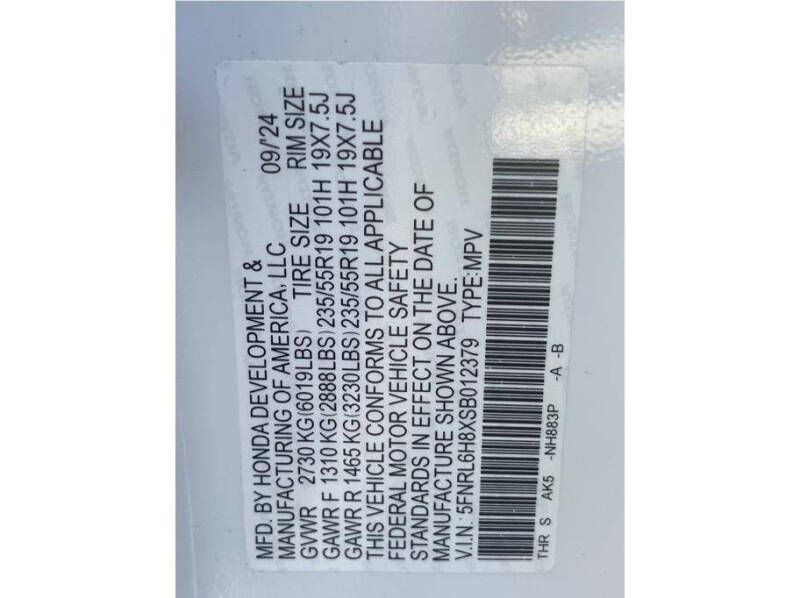 MFD. BY HONDA DEVELOPMENT &
MANUFACTURING OF AMERICA, LLC 09/'24
GVWR 2730 KG(6019LBS) TIRE SIZE RIM SIZE
GAWR F 1310 KG(2888LBS) 235/55R19 101H 19X7.5J
GAWR R 1465 KG(3230LBS) 235/55R19 101H 19X7.5J
THIS VEHICLE CONFORMS TO ALL APPLICABLE
FEDERAL MOTOR VEHICLE SAFETY
STANDARDS IN EFFECT ON THE DATE OF
MANUFACTURE SHOWN ABOVE.
V.I.N.:5FNRL6H8XSB012379 TYPE:MPV
THR S AK5 -NH883P -A -B